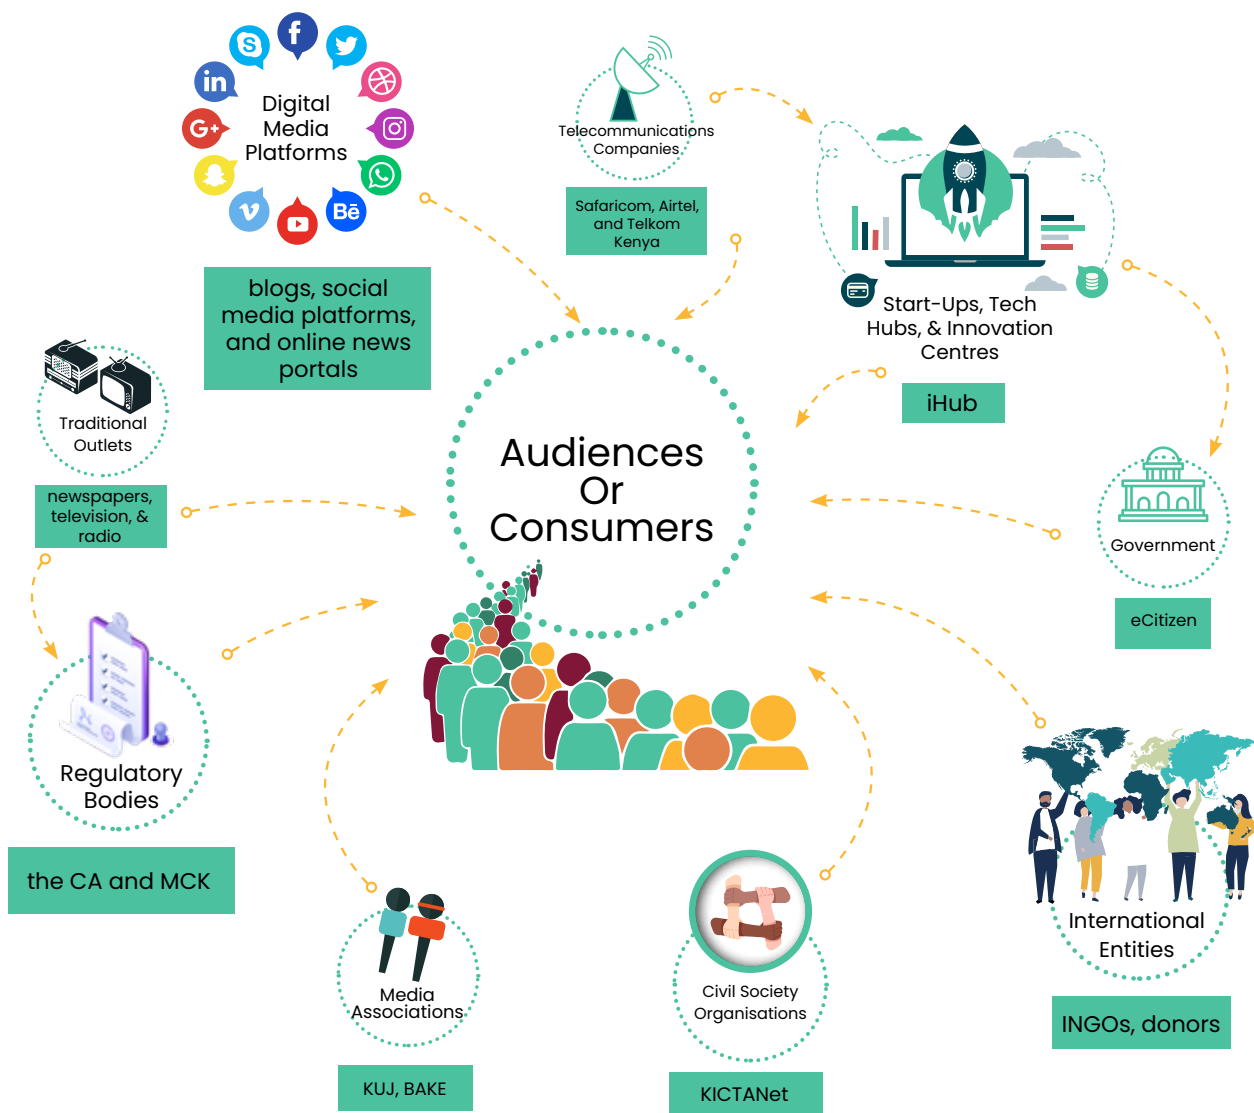 Digital
Media
Platforms
in
G+
Bē
blogs, social
media platforms,
and online news
portals
Telecommunications
Companies
Safaricom, Airtel,
and Telkom
Kenya
Start-Ups, Tech
Hubs, & Innovation
Centres
iHub
Traditional
Outlets
newspapers,
television, &
radio
Audiences
Or
Consumers
Government
eCitizen
Regulatory
Bodies
the CA and MCK
Media
Associations
KUJ, BAKE
Civil Society
Organisations
KICTANet
International
Entities
INGOs, donors